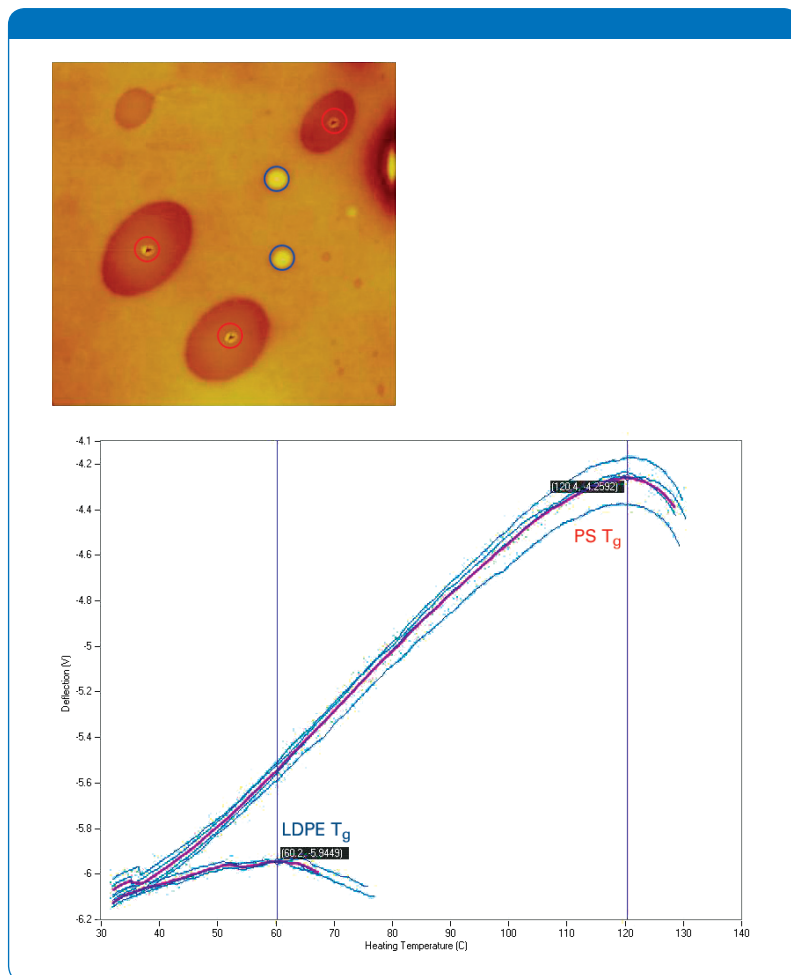 -4.1
-4.2
-4.4
-4.6
-4.8
-5
-5.2
-5.4
-5.6
-5.8
-6
-6.2
Deflection (V)
(120.4, -4.2592)
PS Tg
LDPE Tg
(60.2, -5.9449)
30 40 50 60 70 80 90 100 110 120 130 140
Heating Temperature (C)